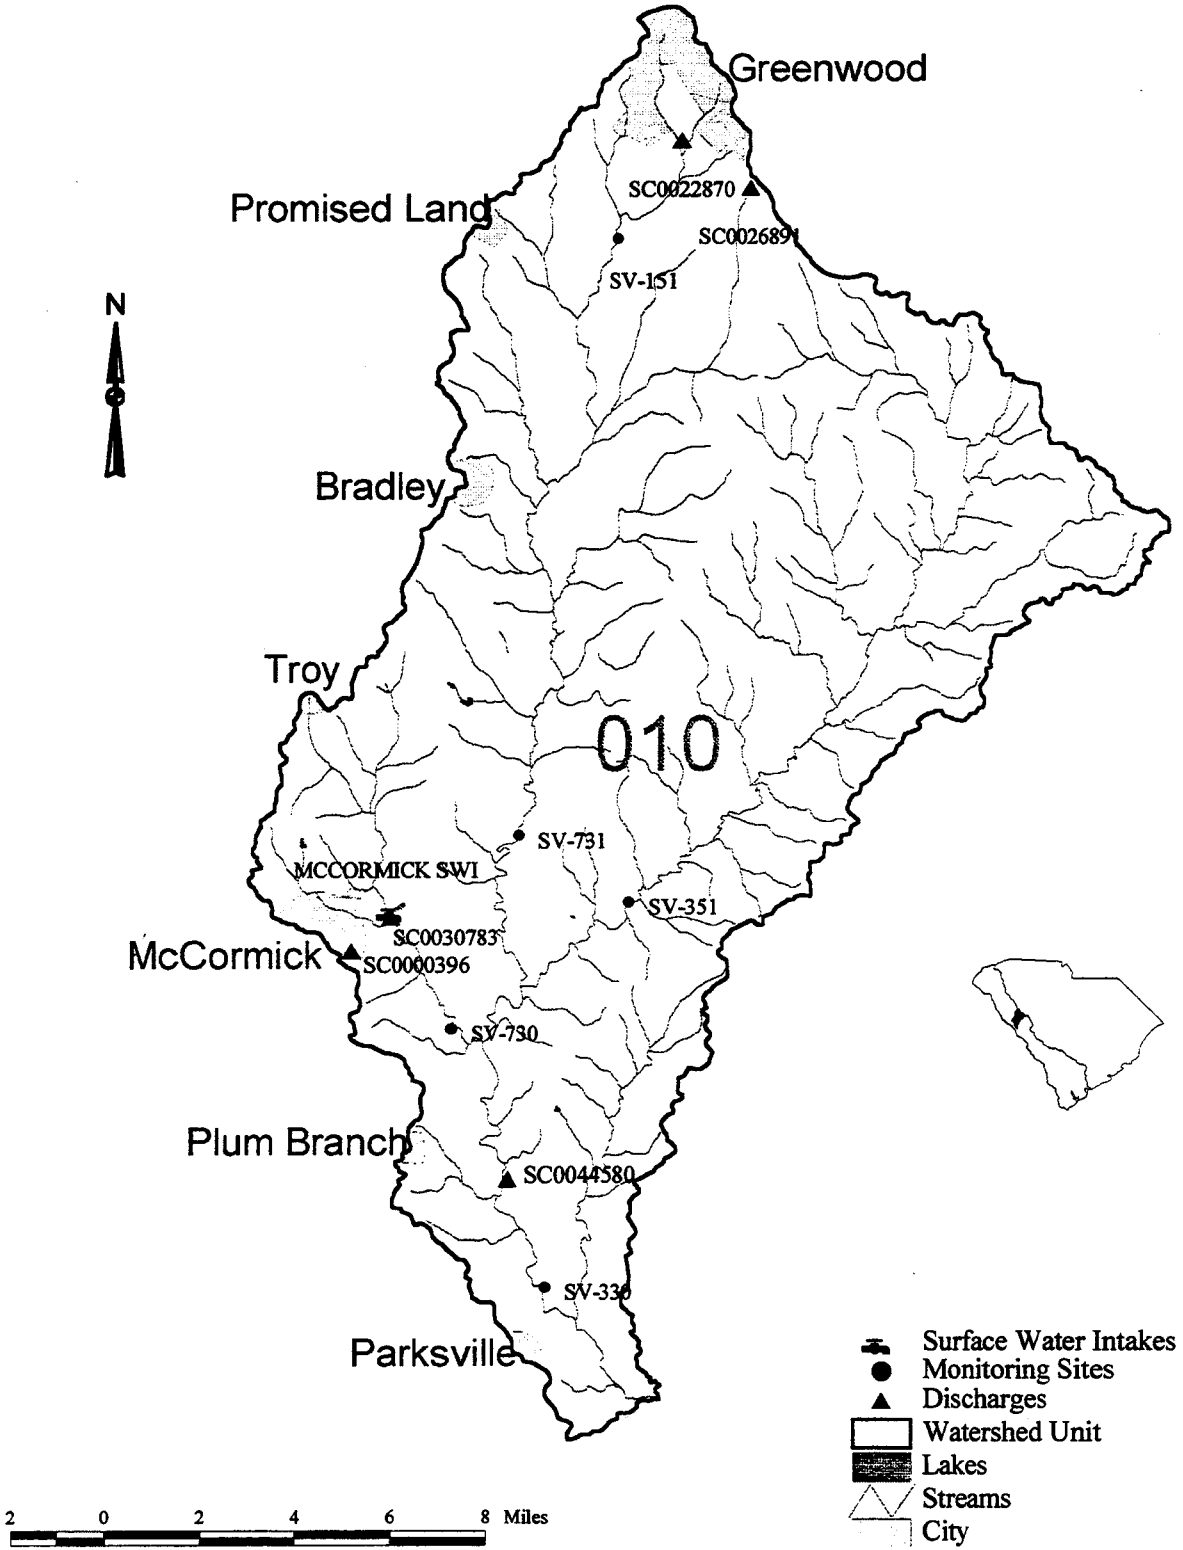 Greenwood
SC0022870
Promised Land
SC0026891
SV-151
N
Bradley
Troy
010
SV-731
MCCORMICK SWI
SV-351
SC0030783
McCormick
SC0000396
SV-730
Plum Branch
SC0044580
SV-330
Parksville
Surface Water Intakes
Monitoring Sites
Discharges
Watershed Unit
Lakes
Streams
City
2 0 2 4 6 8 Miles